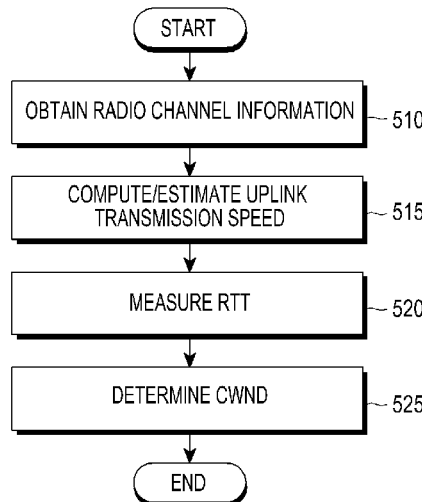 START
OBTAIN RADIO CHANNEL INFORMATION
510
COMPUTE/ESTIMATE UPLINK
TRANSMISSION SPEED
515
MEASURE RTT
520
DETERMINE CWND
525
END